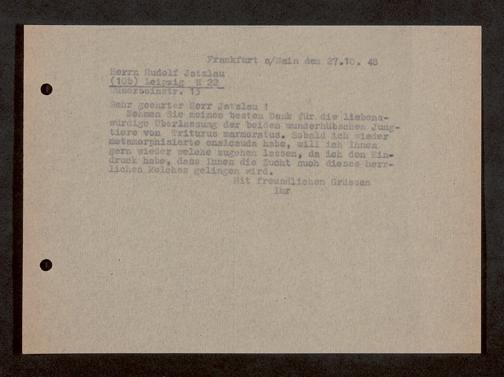 Frankfurt a/Main den 27.10. 48
Herrn Rudolf Jatzlau
(10b) Leipzig N 22
15
Sehr geehrter Herr Jatzlau !
Nehmen Sie meinen besten Dank für die liebens-
würdige Überlassung der beiden wunderhübschen Jung-
tiere von Triturus marmoratus. Sobald ich wieder
metamorphisierte ensicauda habe, will ich Ihnen
gern wieder welche zugehen lassen, da ich den Ein-
druck habe, dass Ihnen die Zucht auch dieses herr-
lichen Molches gelingen wird.
Mit freundlichen Grüssen
Ihr